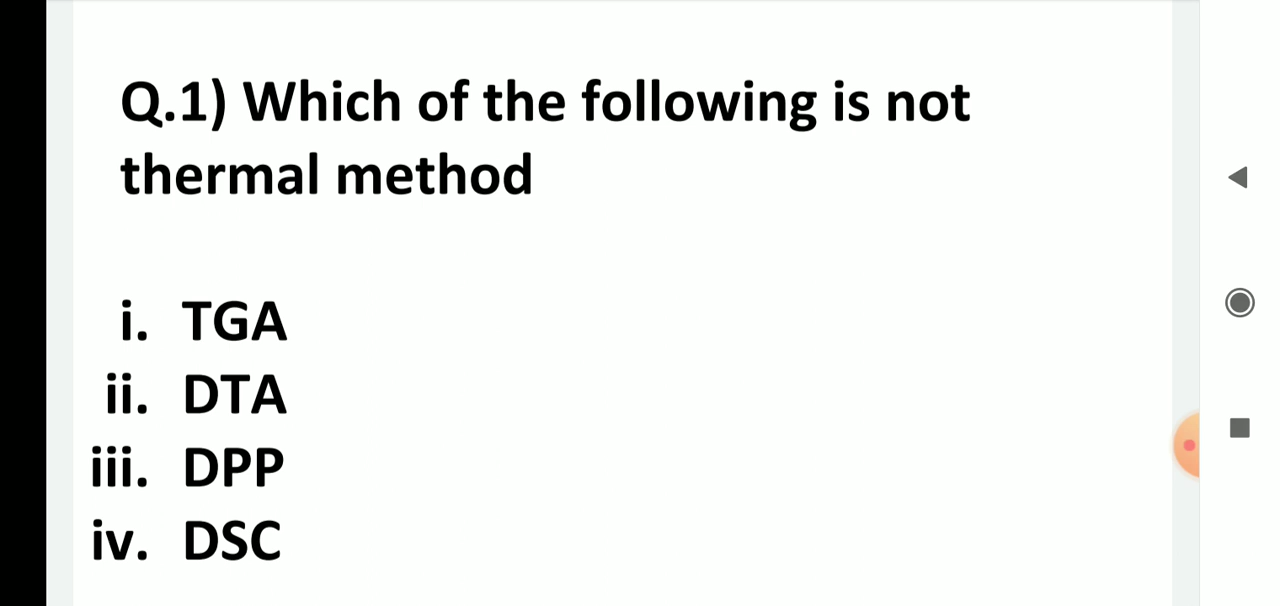 Q.1) Which of the following is not
thermal method
i. TGA
ii. DTA
iii. DPP
iv. DSC